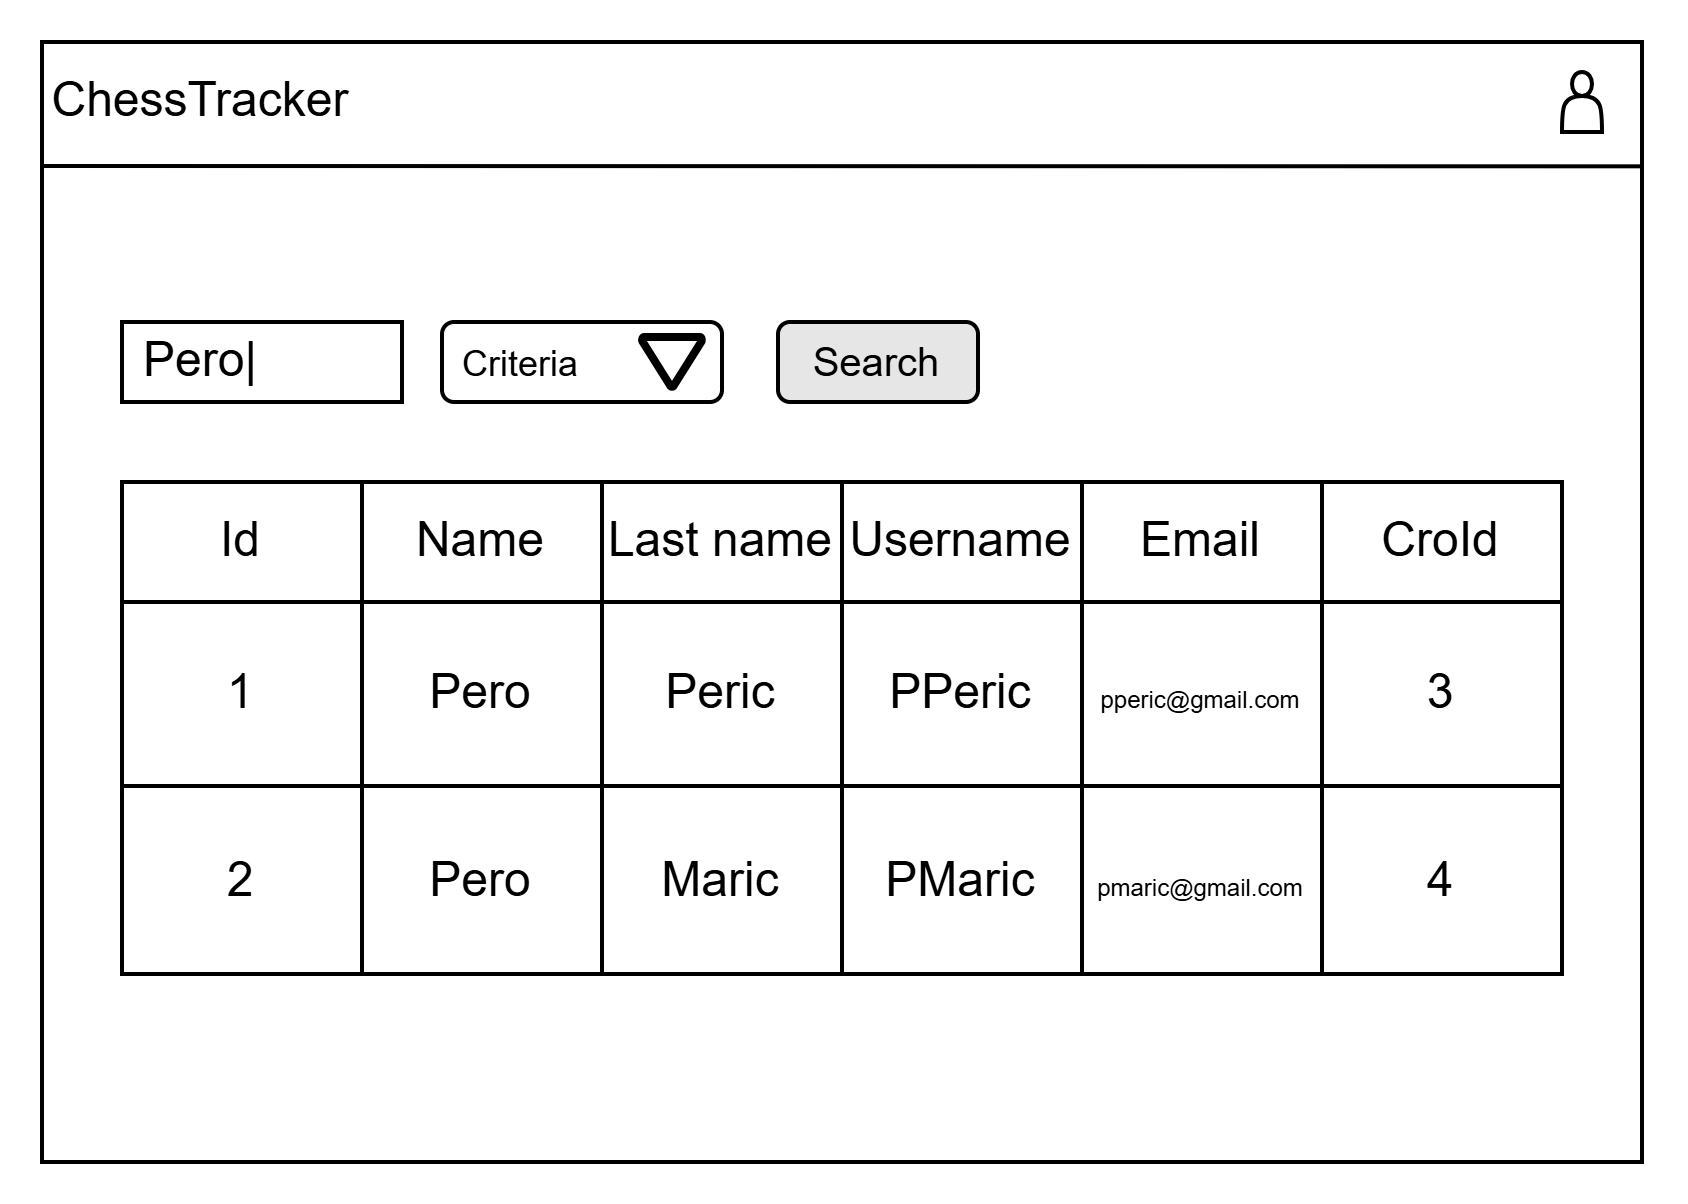 ChessTracker
Pero|
Criteria
Search
Id Name Last name Username Email CroId
1 Pero Peric PPeric pperic@gmail.com 3
2 Pero Maric PMaric pmaric@gmail.com 4